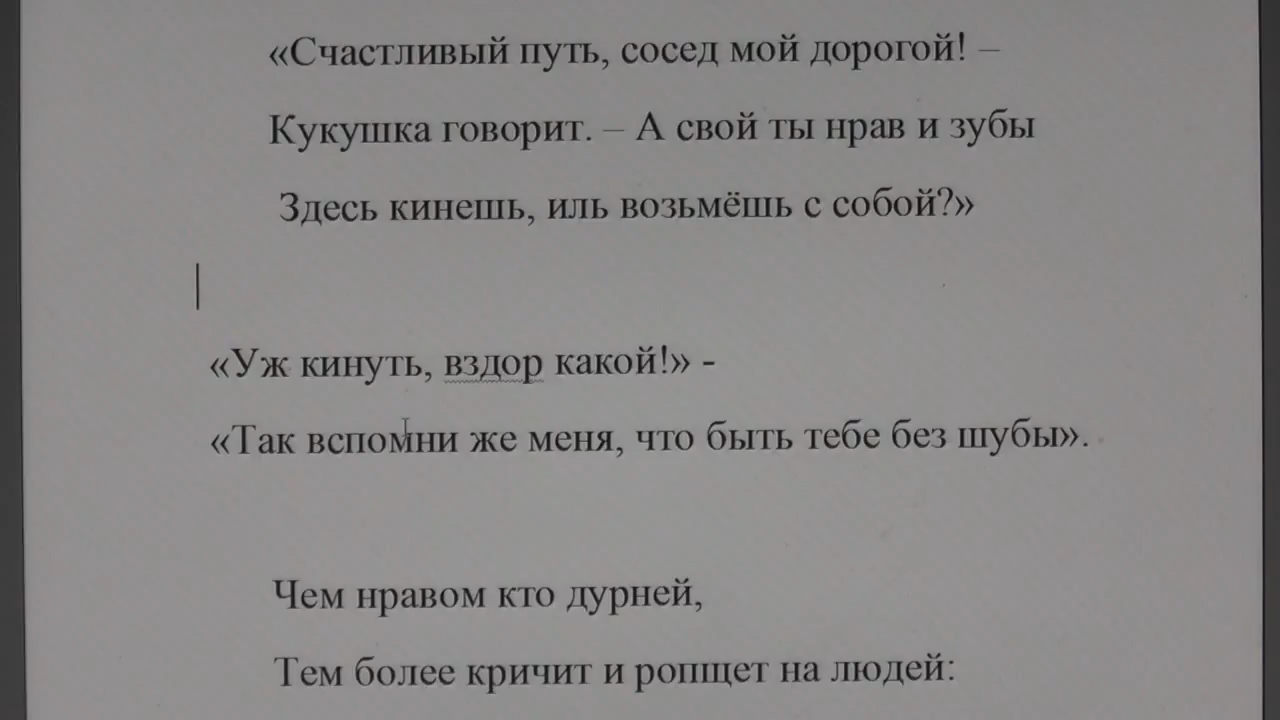 «Счастливый путь, сосед мой дорогой! –
Кукушка говорит. – А свой ты нрав и зубы
Здесь кинешь, иль возьмёшь с собой?»
«Уж кинуть, вздор какой!» -
«Так вспомни же меня, что быть тебе без шубы».
Чем нравом кто дурней,
Тем более кричит и ропщет на людей: